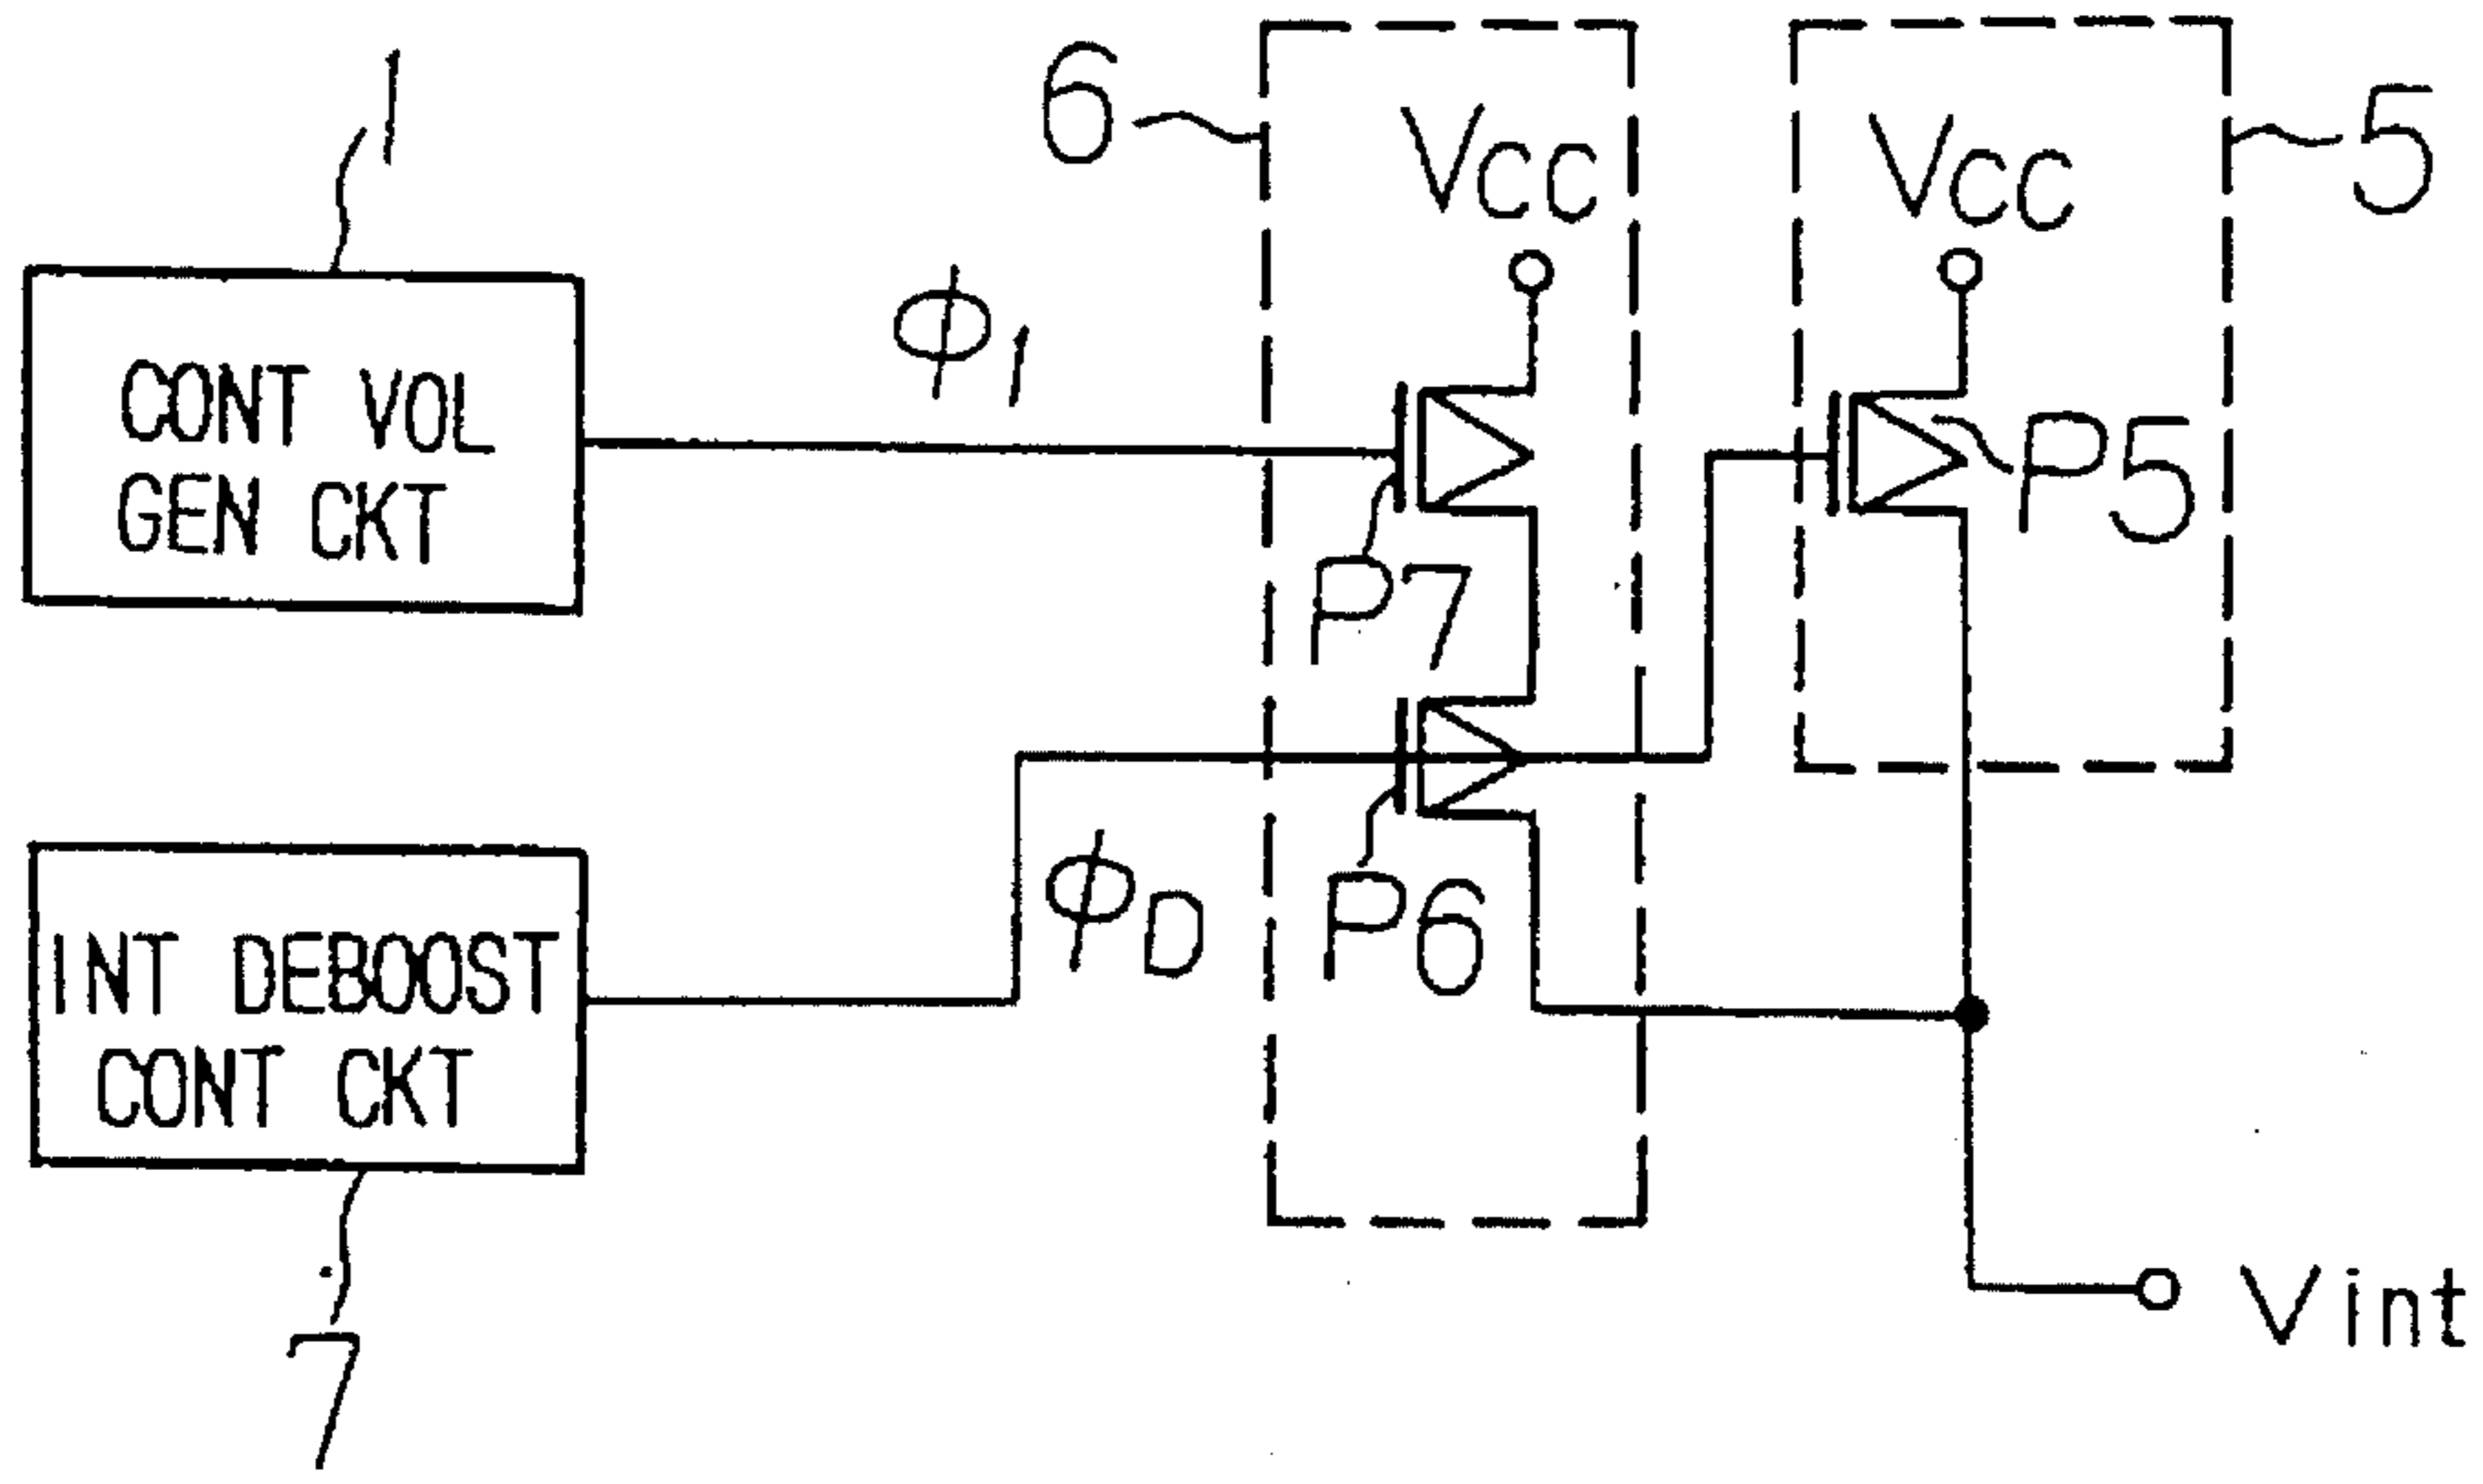 1
6
VCC
VCC
5
ϕ1
CONT VOL
GEN CKT
P5
P7
ϕD
P6
INT DEBOOST
CONT CKT
Vint
7